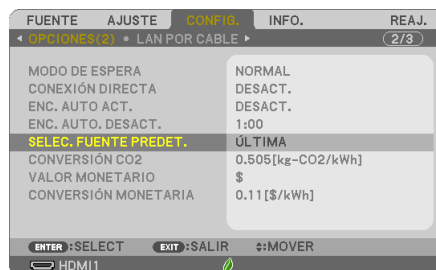 FUENTE AJUSTE CONFIG. INFO. REAJ.
OPCIONES(2) LAN POR CABLE 2/3
MODO DE ESPERA NORMAL
CONEXIÓN DIRECTA DESACT.
ENC. AUTO ACT. DESACT.
ENC. AUTO. DESACT. 1:00
SELEC. FUENTE PREDET. ÚLTIMA
CONVERSIÓN CO2 0.505[kg-CO2/kWh]
VALOR MONETARIO $
CONVERSIÓN MONETARIA 0.11[$/kWh]
ENTER :SELECT EXIT :SALIR :MOVER
HDMI1